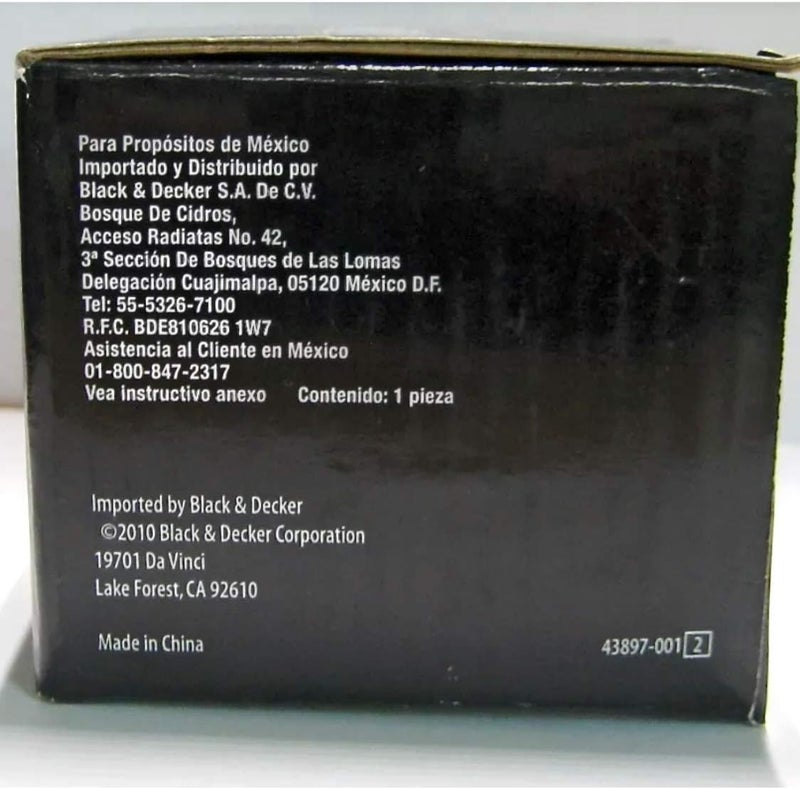 Para Propósitos de México
Importado y Distribuido por
Black & Decker S.A. De C.V.
Bosque De Cidros,
Acceso Radiatas No. 42,
3ª Sección De Bosques de Las Lomas
Delegación Cuajimalpa, 05120 México D.F.
Tel: 55-5326-7100
R.F.C. BDE810626 1W7
Asistencia al Cliente en México
01-800-847-2317
Vea instructivo anexo Contenido: 1 pieza
Imported by Black & Decker
©2010 Black & Decker Corporation
19701 Da Vinci
Lake Forest, CA 92610
Made in China
43897-001 2